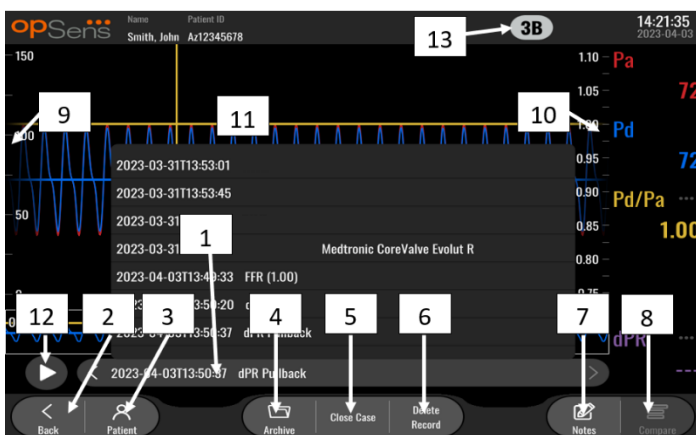 opSens
Name Patient ID
Smith, John Az12345678
13
3B
14:21:35
2023-04-03
150
1.10
Pa
1.05
72
9
11
10
100
1.00
Pd
2023-03-31T13:53:01
0.95
72
2023-03-31T13:53:45
0.90
Pd/Pa
---
50
2023-03-31
0.85
1
2023-03-31 Medtronic CoreValve Evolut R
1.00
0.80
2023-04-03T13:49:33 FFR (1.00)
0.75
12
2
3
4
5
6
7
8
dPR Pullback
dPR
---
2023-04-03T13:50:37 dPR Pullback
Back
Patient
Archive
Close Case
Delete
Record
Notes
Compare